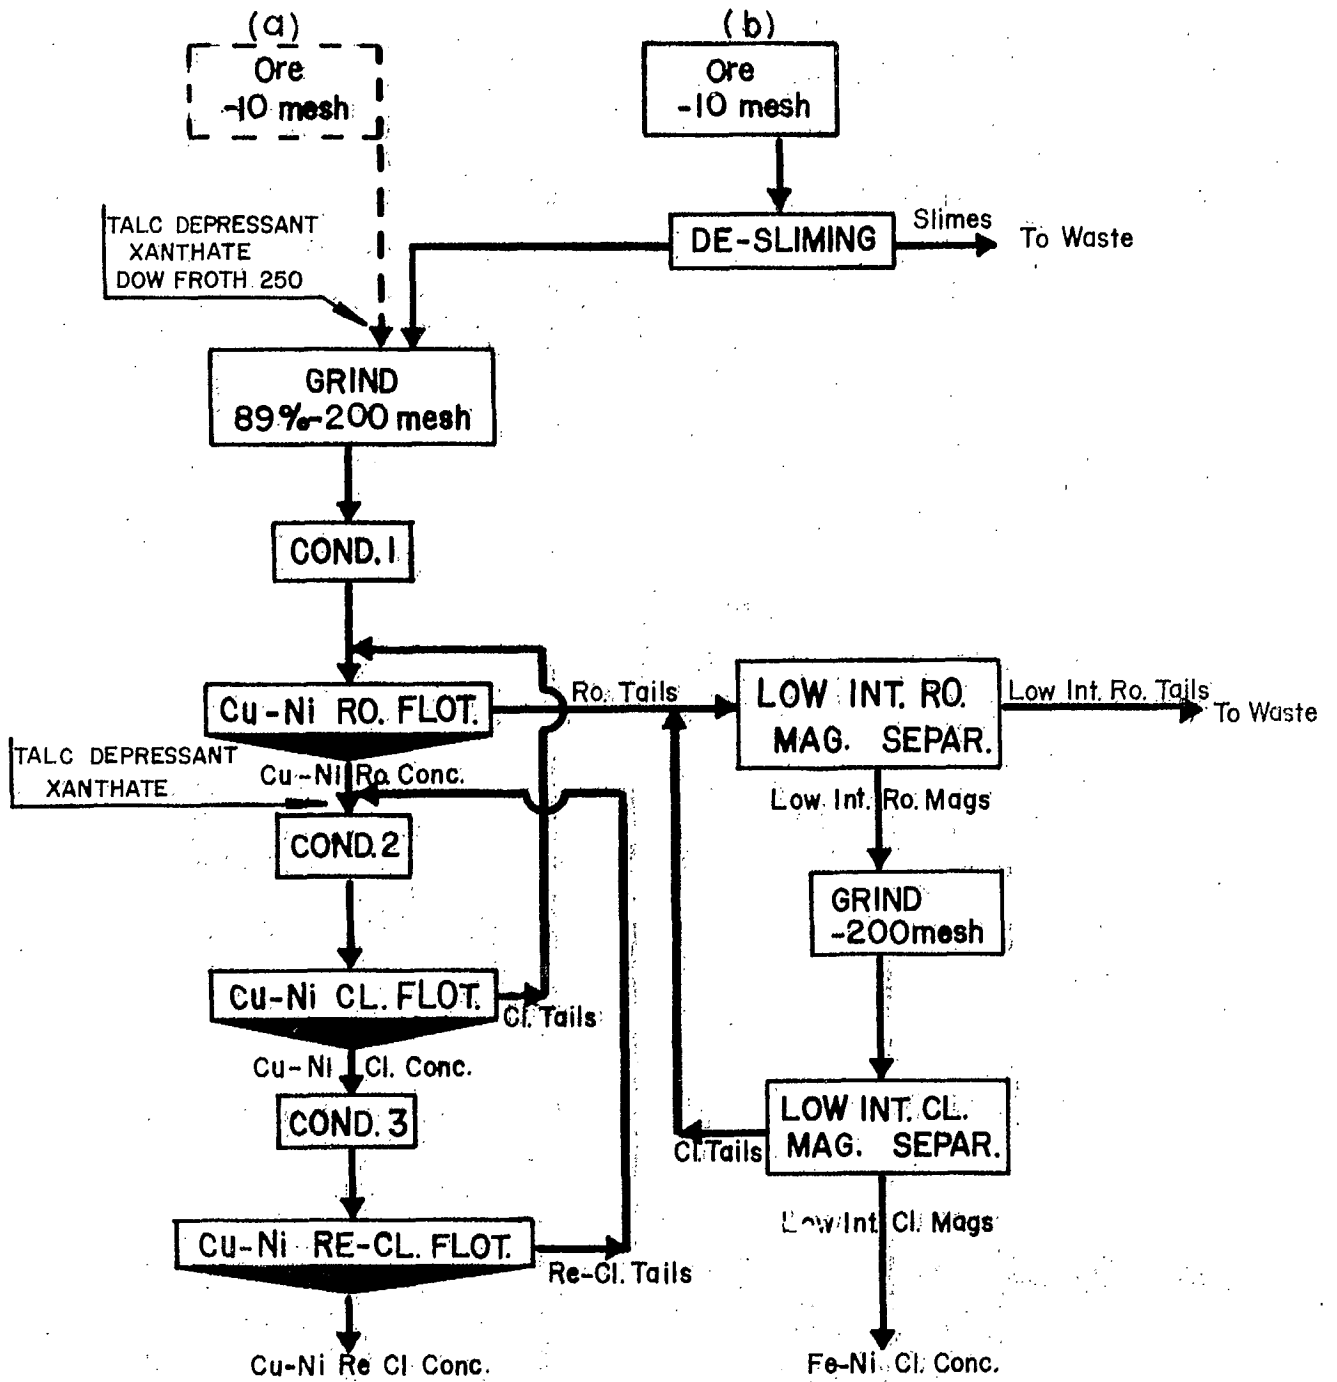 (a)
Ore
-10 mesh
(b)
Ore
-10 mesh
DE-SLIMING
Slimes
To Waste
TALC DEPRESSANT
XANTHATE
DOW FROTH 250
GRIND
89%-200 mesh
COND. 1
Cu-Ni RO. FLOT.
Ro. Tails
LOW INT. RO.
MAG. SEPAR.
Low Int. Ro. Tails
To Waste
TALC DEPRESSANT
XANTHATE
Cu-Ni Ro. Conc.
Low Int. Ro. Mags
COND. 2
GRIND
-200 mesh
Cu-Ni CL. FLOT.
Cl. Tails
Cu-Ni Cl. Conc.
COND. 3
LOW INT. CL.
MAG. SEPAR.
Cl. Tails
Low Int. Cl. Mags
Cu-Ni RE-CL. FLOT.
Re-Cl. Tails
Cu-Ni Re Cl Conc.
Fe-Ni Cl. Conc.